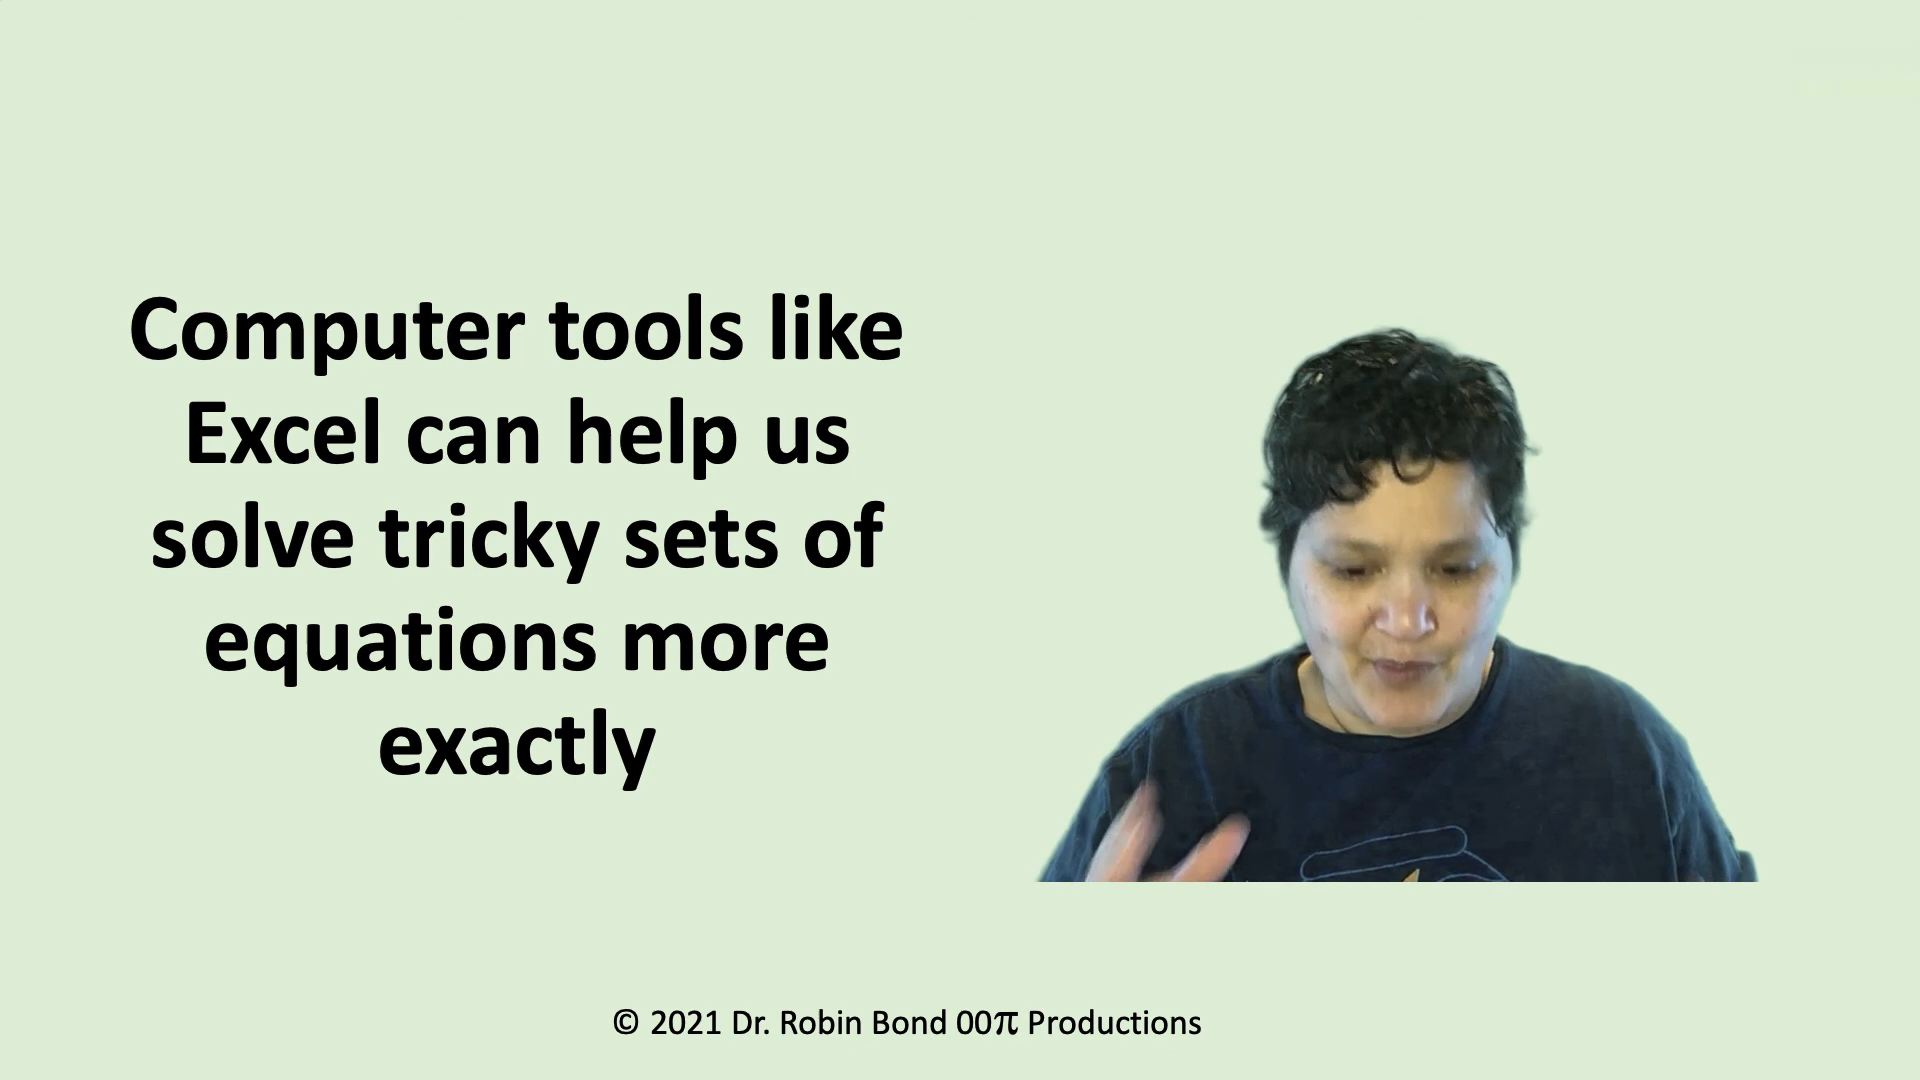 Computer tools like
Excel can help us
solve tricky sets of
equations more
exactly
© 2021 Dr. Robin Bond 00π Productions